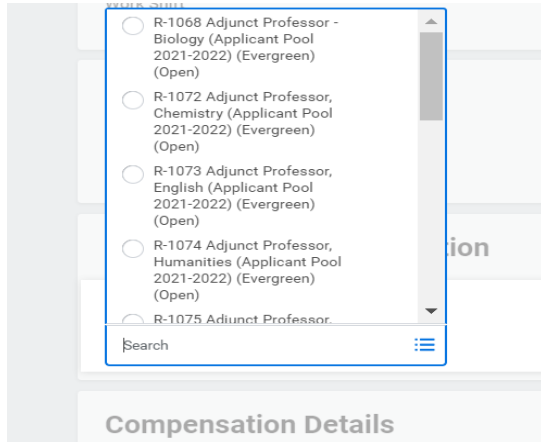 Work Shift
R-1068 Adjunct Professor -
Biology (Applicant Pool
2021-2022) (Evergreen)
(Open)
R-1072 Adjunct Professor,
Chemistry (Applicant Pool
2021-2022) (Evergreen)
(Open)
R-1073 Adjunct Professor,
English (Applicant Pool
2021-2022) (Evergreen)
(Open)
R-1074 Adjunct Professor,
Humanities (Applicant Pool
2021-2022) (Evergreen)
(Open)
R-1075 Adjunct Professor,
tion
Search
Compensation Details